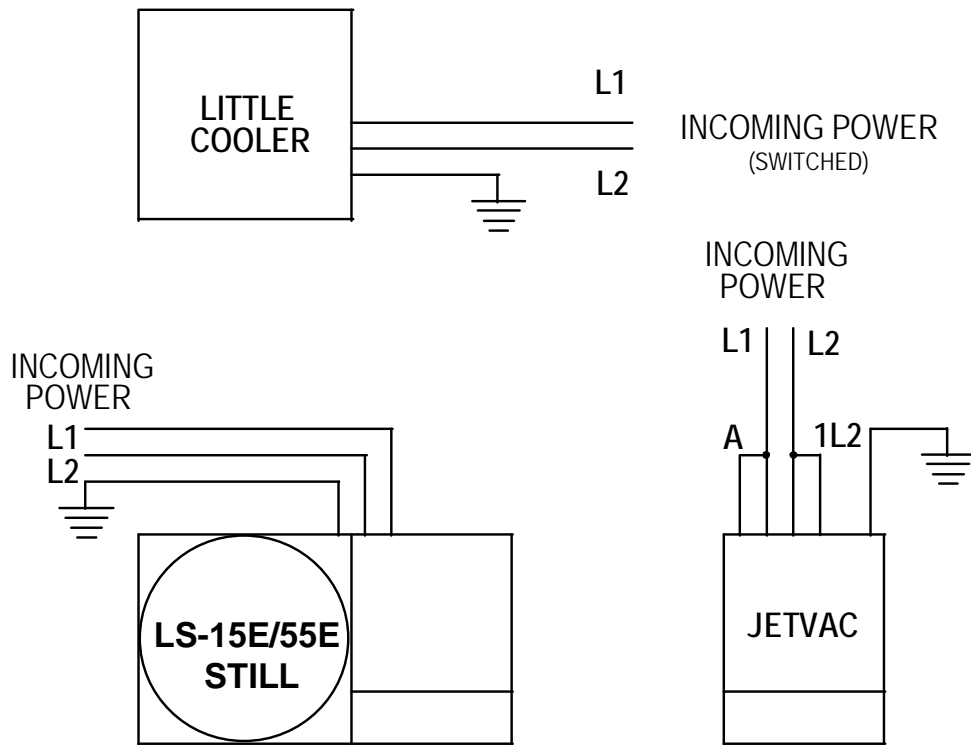 LITTLE
COOLER
L1
INCOMING POWER
(SWITCHED)
L2
INCOMING
POWER
L1
L2
INCOMING
POWER
L1
L2
A
1L2
LS-15E/55E
STILL
JETVAC